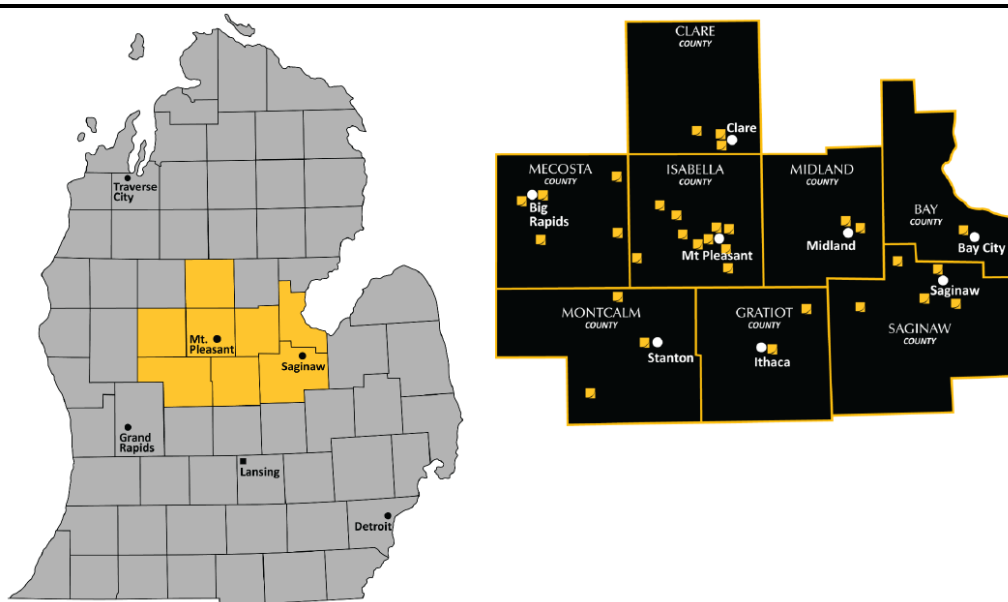 Traverse
City
Mt.
Pleasant
Saginaw
Grand
Rapids
Lansing
Detroit
CLARE
COUNTY
Clare
MECOSTA
COUNTY
Big
Rapids
ISABELLA
COUNTY
Mt Pleasant
MIDLAND
COUNTY
Midland
BAY
COUNTY
Bay City
MONTCALM
COUNTY
Stanton
GRATIOT
COUNTY
Ithaca
Saginaw
SAGINAW
COUNTY